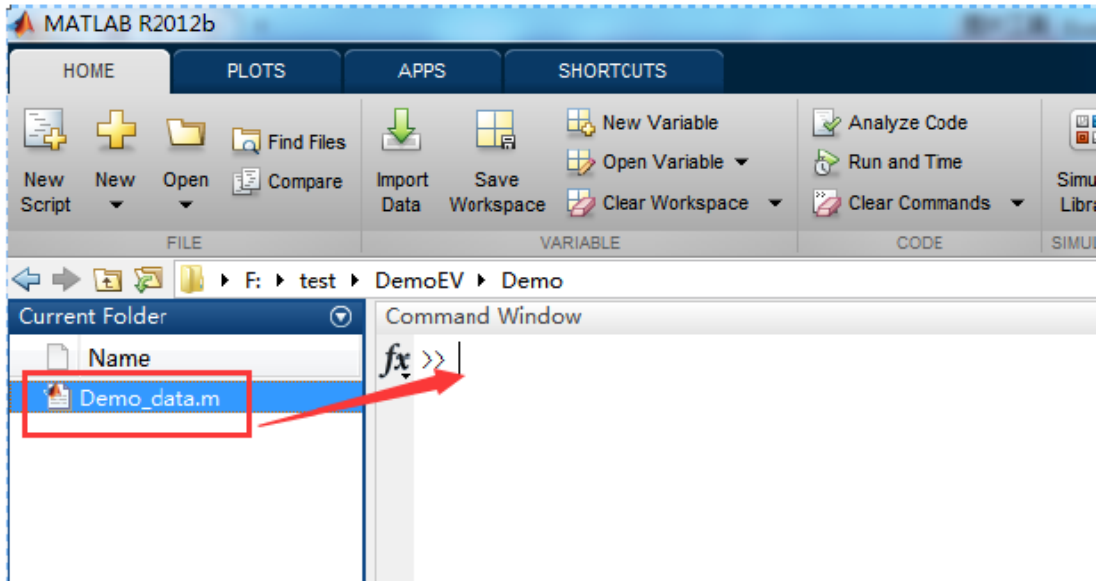 MATLAB R2012b
HOME PLOTS APPS SHORTCUTS
New Script
New
Open
Find Files
Compare
Import Data
Save Workspace
New Variable
Open Variable
Clear Workspace
Analyze Code
Run and Time
Clear Commands
FILE VARIABLE CODE
F: test DemoEV Demo
Current Folder
Name
Demo_data.m
Command Window
fx >>